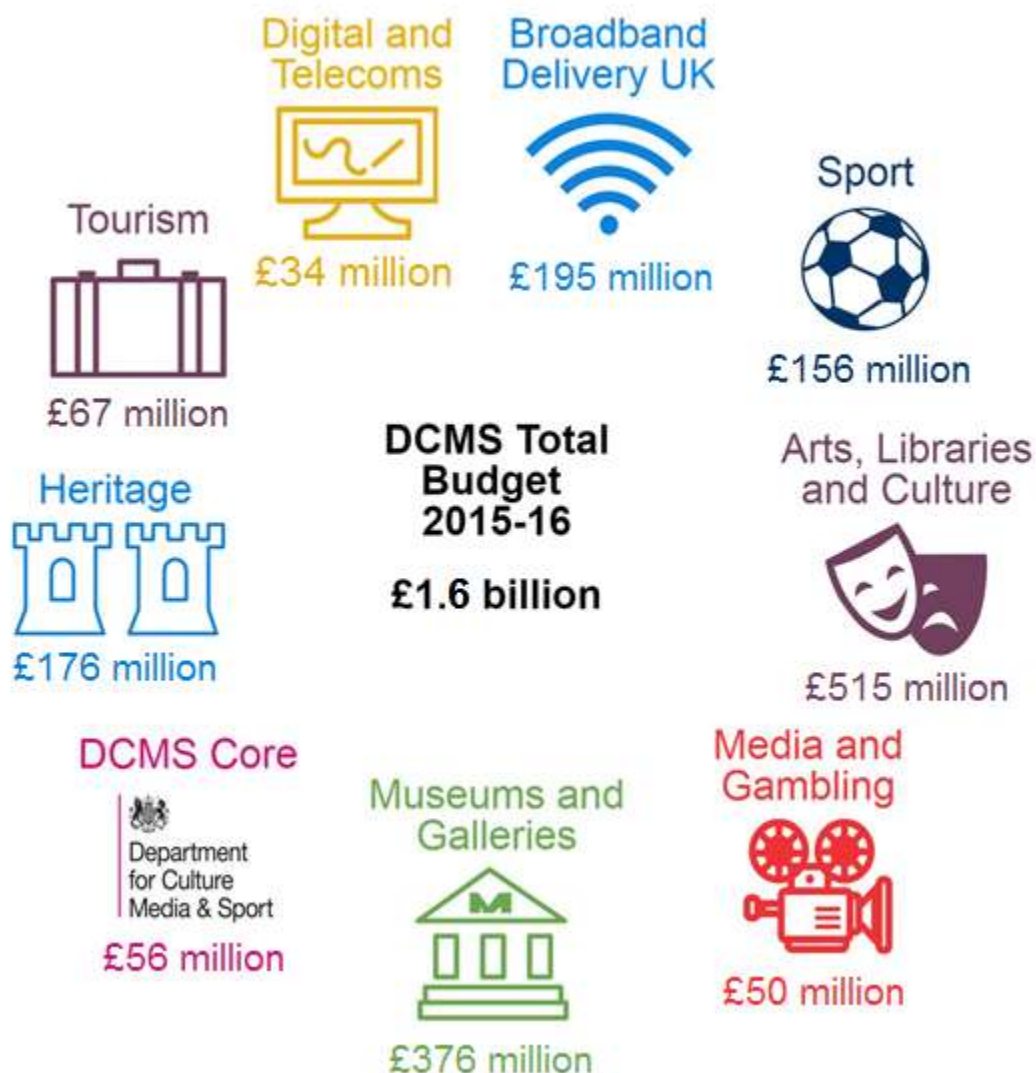 Digital and
Telecoms
£34 million
Broadband
Delivery UK
£195 million
Sport
£156 million
Tourism
£67 million
DCMS Total
Budget
2015-16
£1.6 billion
Arts, Libraries
and Culture
£515 million
Heritage
£176 million
DCMS Core
Department
for Culture
Media & Sport
£56 million
Museums and
Galleries
M
£376 million
Media and
Gambling
£50 million